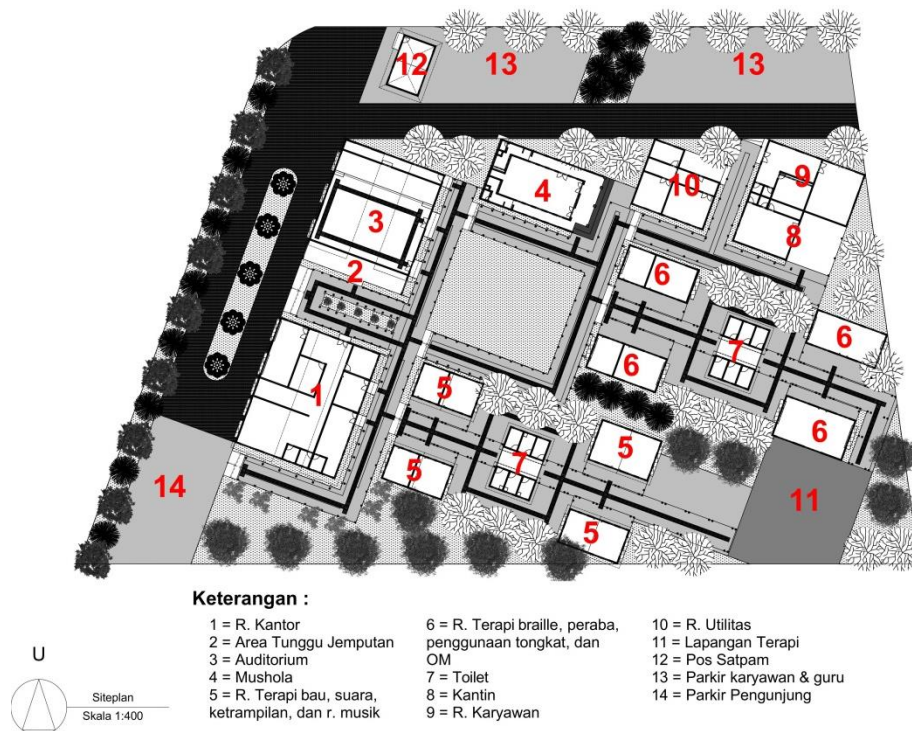 12
13
13
9
10
4
3
8
2
6
6
7
6
1
5
6
5
7
5
14
11
5
Keterangan :
1 = R. Kantor
2 = Area Tunggu Jemputan
3 = Auditorium
4 = Mushola
5 = R. Terapi bau, suara,
ketrampilan, dan r. musik
6 = R. Terapi braille, peraba,
penggunaan tongkat, dan
OM
7 = Toilet
8 = Kantin
9 = R. Karyawan
10 = R. Utilitas
11 = Lapangan Terapi
12 = Pos Satpam
13 = Parkir karyawan & guru
14 = Parkir Pengunjung
U
Siteplan
Skala 1:400